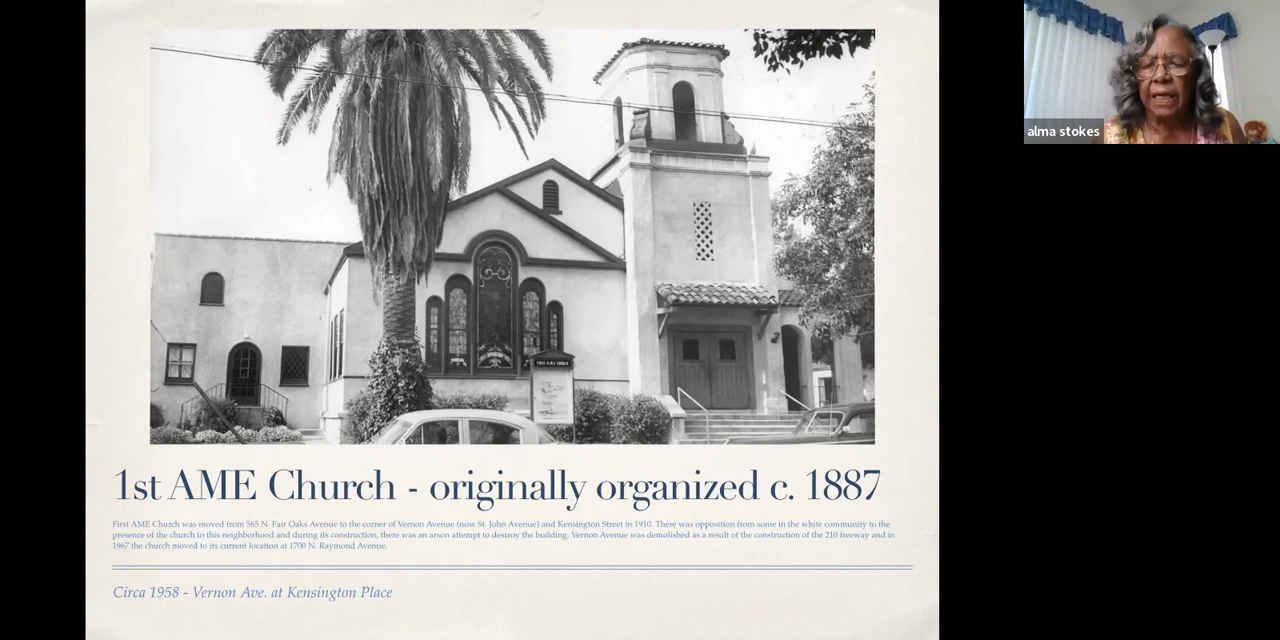 alma stokes
FIRST A.M.E. CHURCH
1st AME Church - originally organized c. 1887
First AME Church was moved from 565 N. Fair Oaks Avenue to the corner of Vernon Avenue (now St. John Avenue) and Kensington Street in 1910. There was opposition from some in the white community to the
presence of the church in this neighborhood and during its construction, there was an arson attempt to destroy the building. Vernon Avenue was demolished as a result of the construction of the 210 freeway and in
1967 the church moved to its current location at 1700 N. Raymond Avenue.
Circa 1958 - Vernon Ave. at Kensington Place